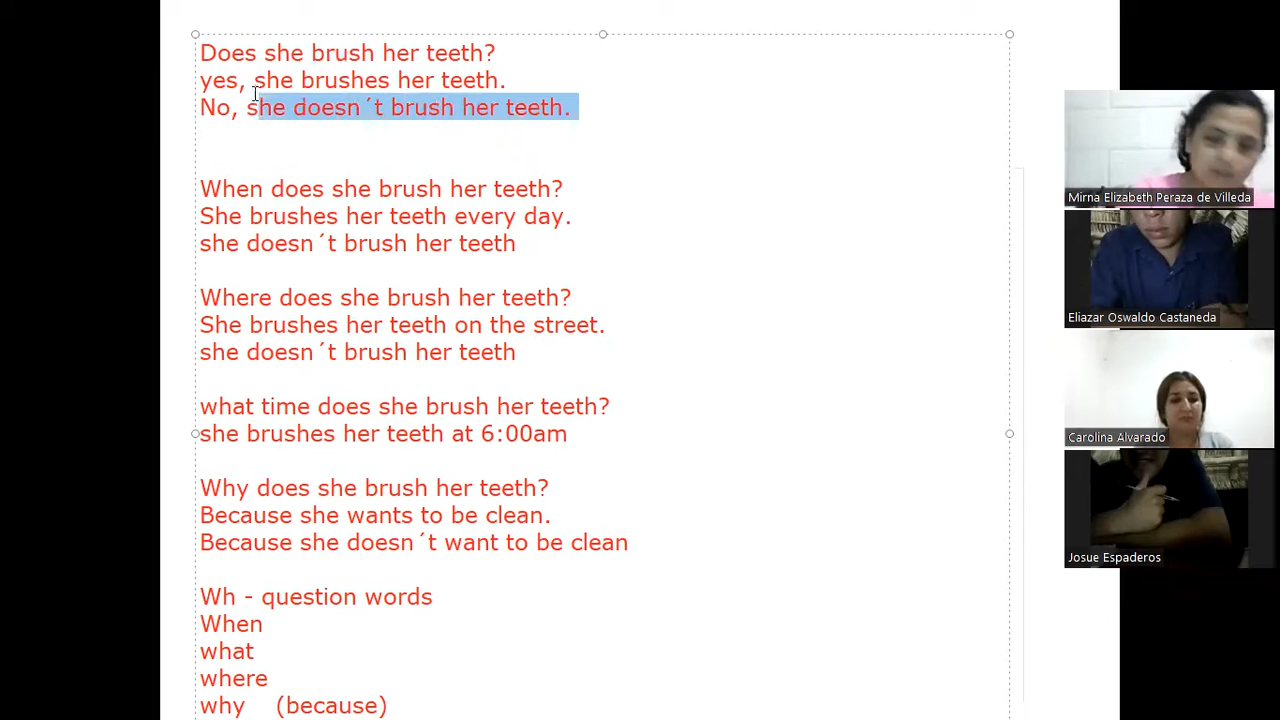 Does she brush her teeth?
yes, she brushes her teeth.
No, she doesn´t brush her teeth.
When does she brush her teeth?
She brushes her teeth every day.
she doesn´t brush her teeth
Where does she brush her teeth?
She brushes her teeth on the street.
she doesn´t brush her teeth
what time does she brush her teeth?
she brushes her teeth at 6:00am
Why does she brush her teeth?
Because she wants to be clean.
Because she doesn´t want to be clean
Wh - question words
When
what
where
why (because)
Mirna Elizabeth Peraza de Villeda
Eliazar Oswaldo Castaneda
Carolina Alvarado
Josue Espaderos